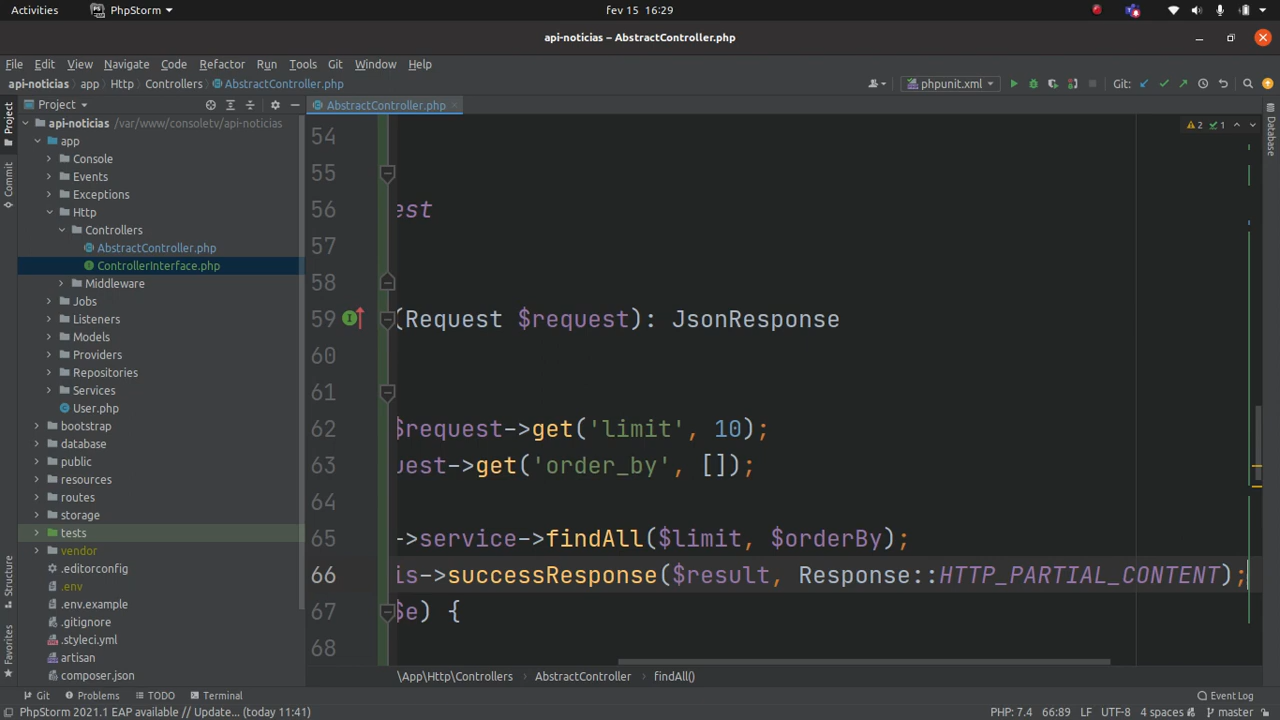 Activities PhpStorm fev 15 16:29
api-noticias – AbstractController.php
File Edit View Navigate Code Refactor Run Tools Git Window Help
api-noticias app Http Controllers AbstractController.php phpunit.xml Git:
Project AbstractController.php
api-noticias /var/www/consoletv/api-noticias
app
Console
Events
Exceptions
Http
Controllers
AbstractController.php
ControllerInterface.php
Middleware
Jobs
Listeners
Models
Providers
Repositories
Services
User.php
bootstrap
database
public
resources
routes
storage
tests
vendor
.editorconfig
.env
.env.example
.gitignore
.styleci.yml
artisan
composer.json
Project
Commit
Structure
Favorites
54
55
56 est
57
58
59 (Request $request): JsonResponse
60
61
62 $request->get('limit', 10);
63 uest->get('order_by', []);
64
65 ->service->findAll($limit, $orderBy);
66 is->successResponse($result, Response::HTTP_PARTIAL_CONTENT);
67 $e) {
68
2 1
Database
\App\Http\Controllers AbstractController findAll()
Git Problems TODO Terminal Event Log
PhpStorm 2021.1 EAP available // Update... (today 11:41) PHP: 7.4 66:89 LF UTF-8 4 spaces master